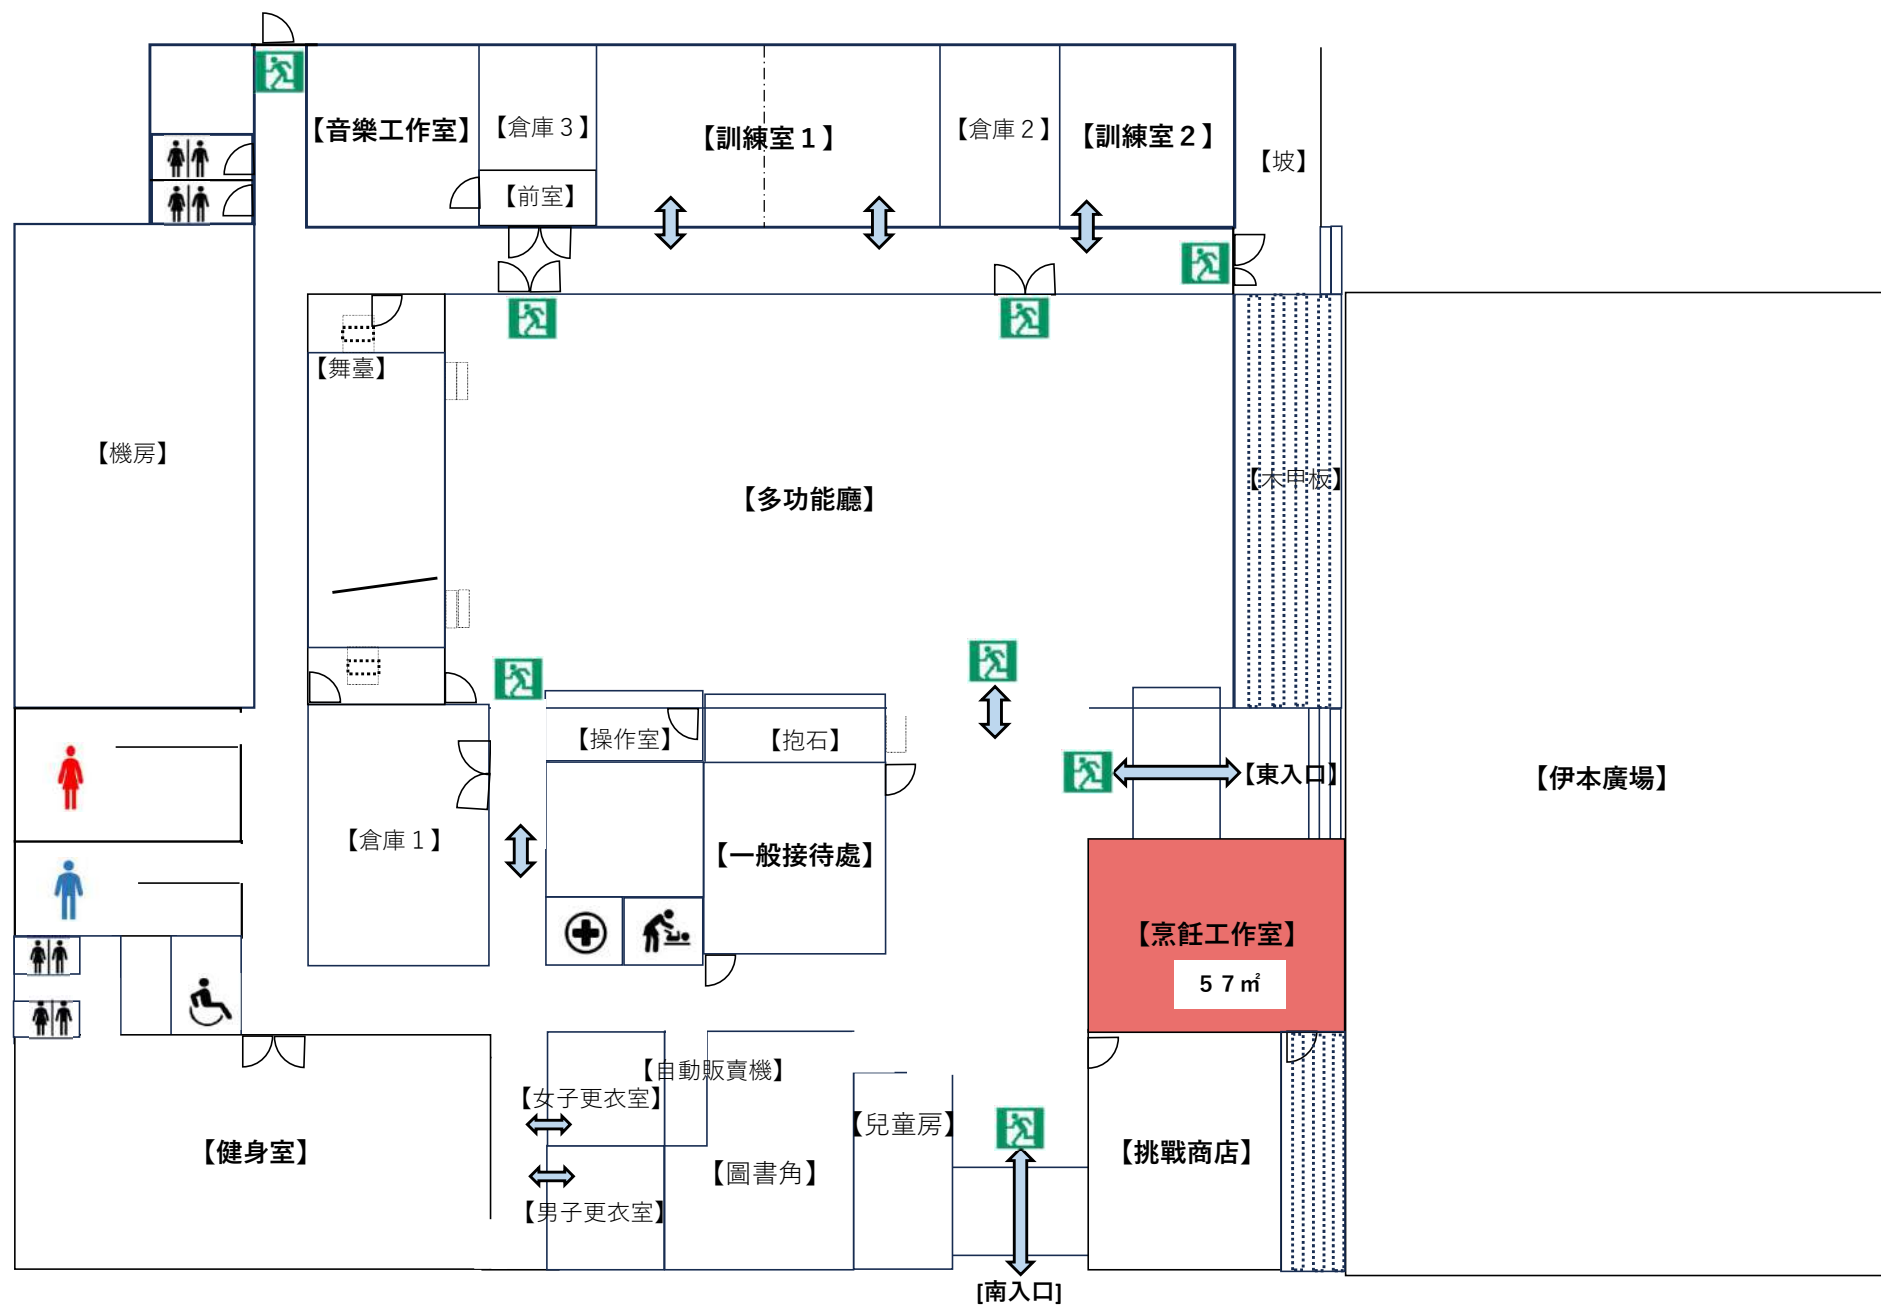 【音樂工作室】
【倉庫３】
【前室】
【訓練室１】
【倉庫２】
【訓練室２】
【坡】
【舞臺】
【機房】
【多功能廳】
【木甲板】
【操作室】
【抱石】
【東入口】
【伊本廣場】
【倉庫１】
【一般接待處】
【烹飪工作室】
５７㎡
【自動販賣機】
【女子更衣室】
【兒童房】
【健身室】
【圖書角】
【挑戰商店】
【男子更衣室】
[南入口]